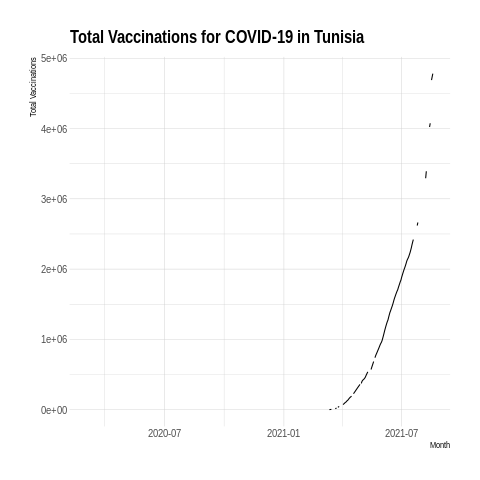 Total Vaccinations for COVID-19 in Tunisia
Total Vaccinations
5e+06
4e+06
3e+06
2e+06
1e+06
0e+00
2020-07 2021-01 2021-07
Month